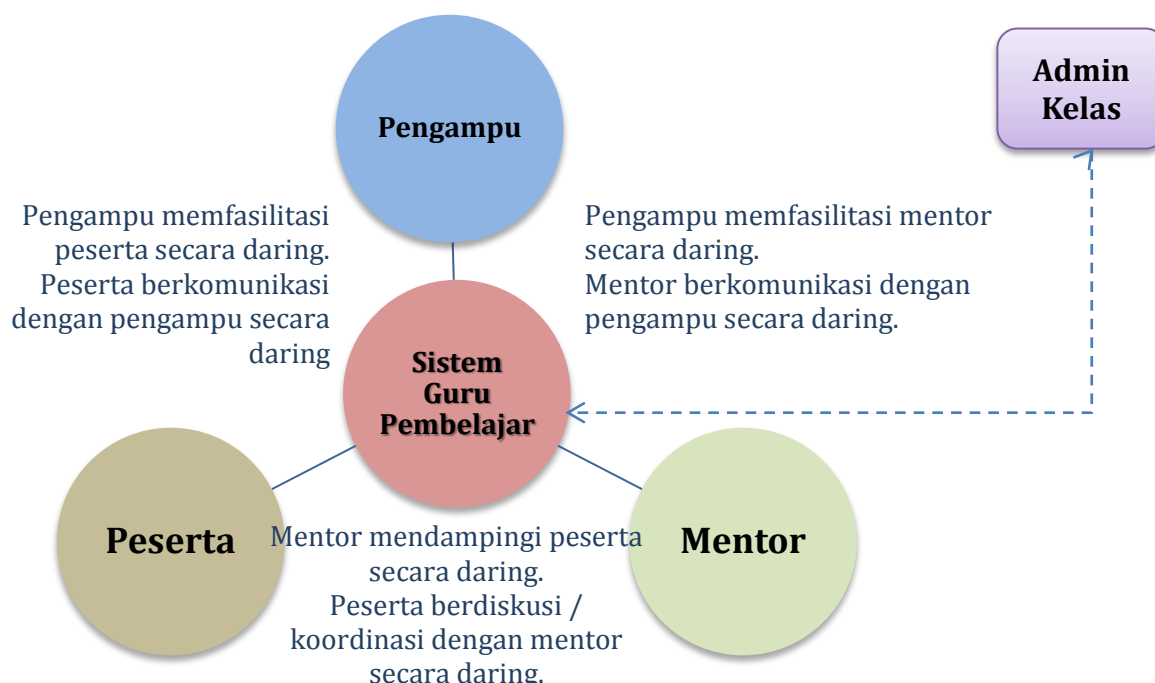 Pengampu
Admin
Kelas
Pengampu memfasilitasi
peserta secara daring.
Peserta berkomunikasi
dengan pengampu secara
daring
Pengampu memfasilitasi mentor
secara daring.
Mentor berkomunikasi dengan
pengampu secara daring.
Sistem
Guru
Pembelajar
Peserta
Mentor mendampingi peserta
secara daring.
Peserta berdiskusi /
koordinasi dengan mentor
secara daring.
Mentor